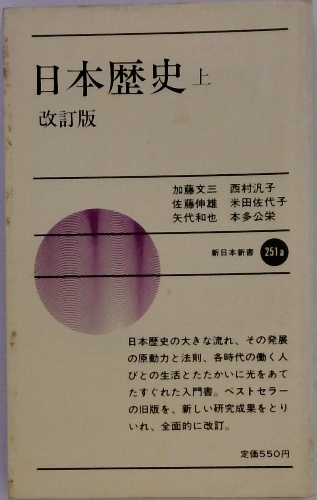 日本歴史 上
改訂版
加藤文三 西村汎子
佐藤伸雄 米田佐代子
矢代和也 本多公栄
新日本新書 251a
日本歴史の大きな流れ、その発展
の原動力と法則、各時代の働く人
びとの生活とたたかいに光をあて
たすぐれた入門書。ベストセラー
の旧版を、新しい研究成果をとり
いれ、全面的に改訂。
定価550円